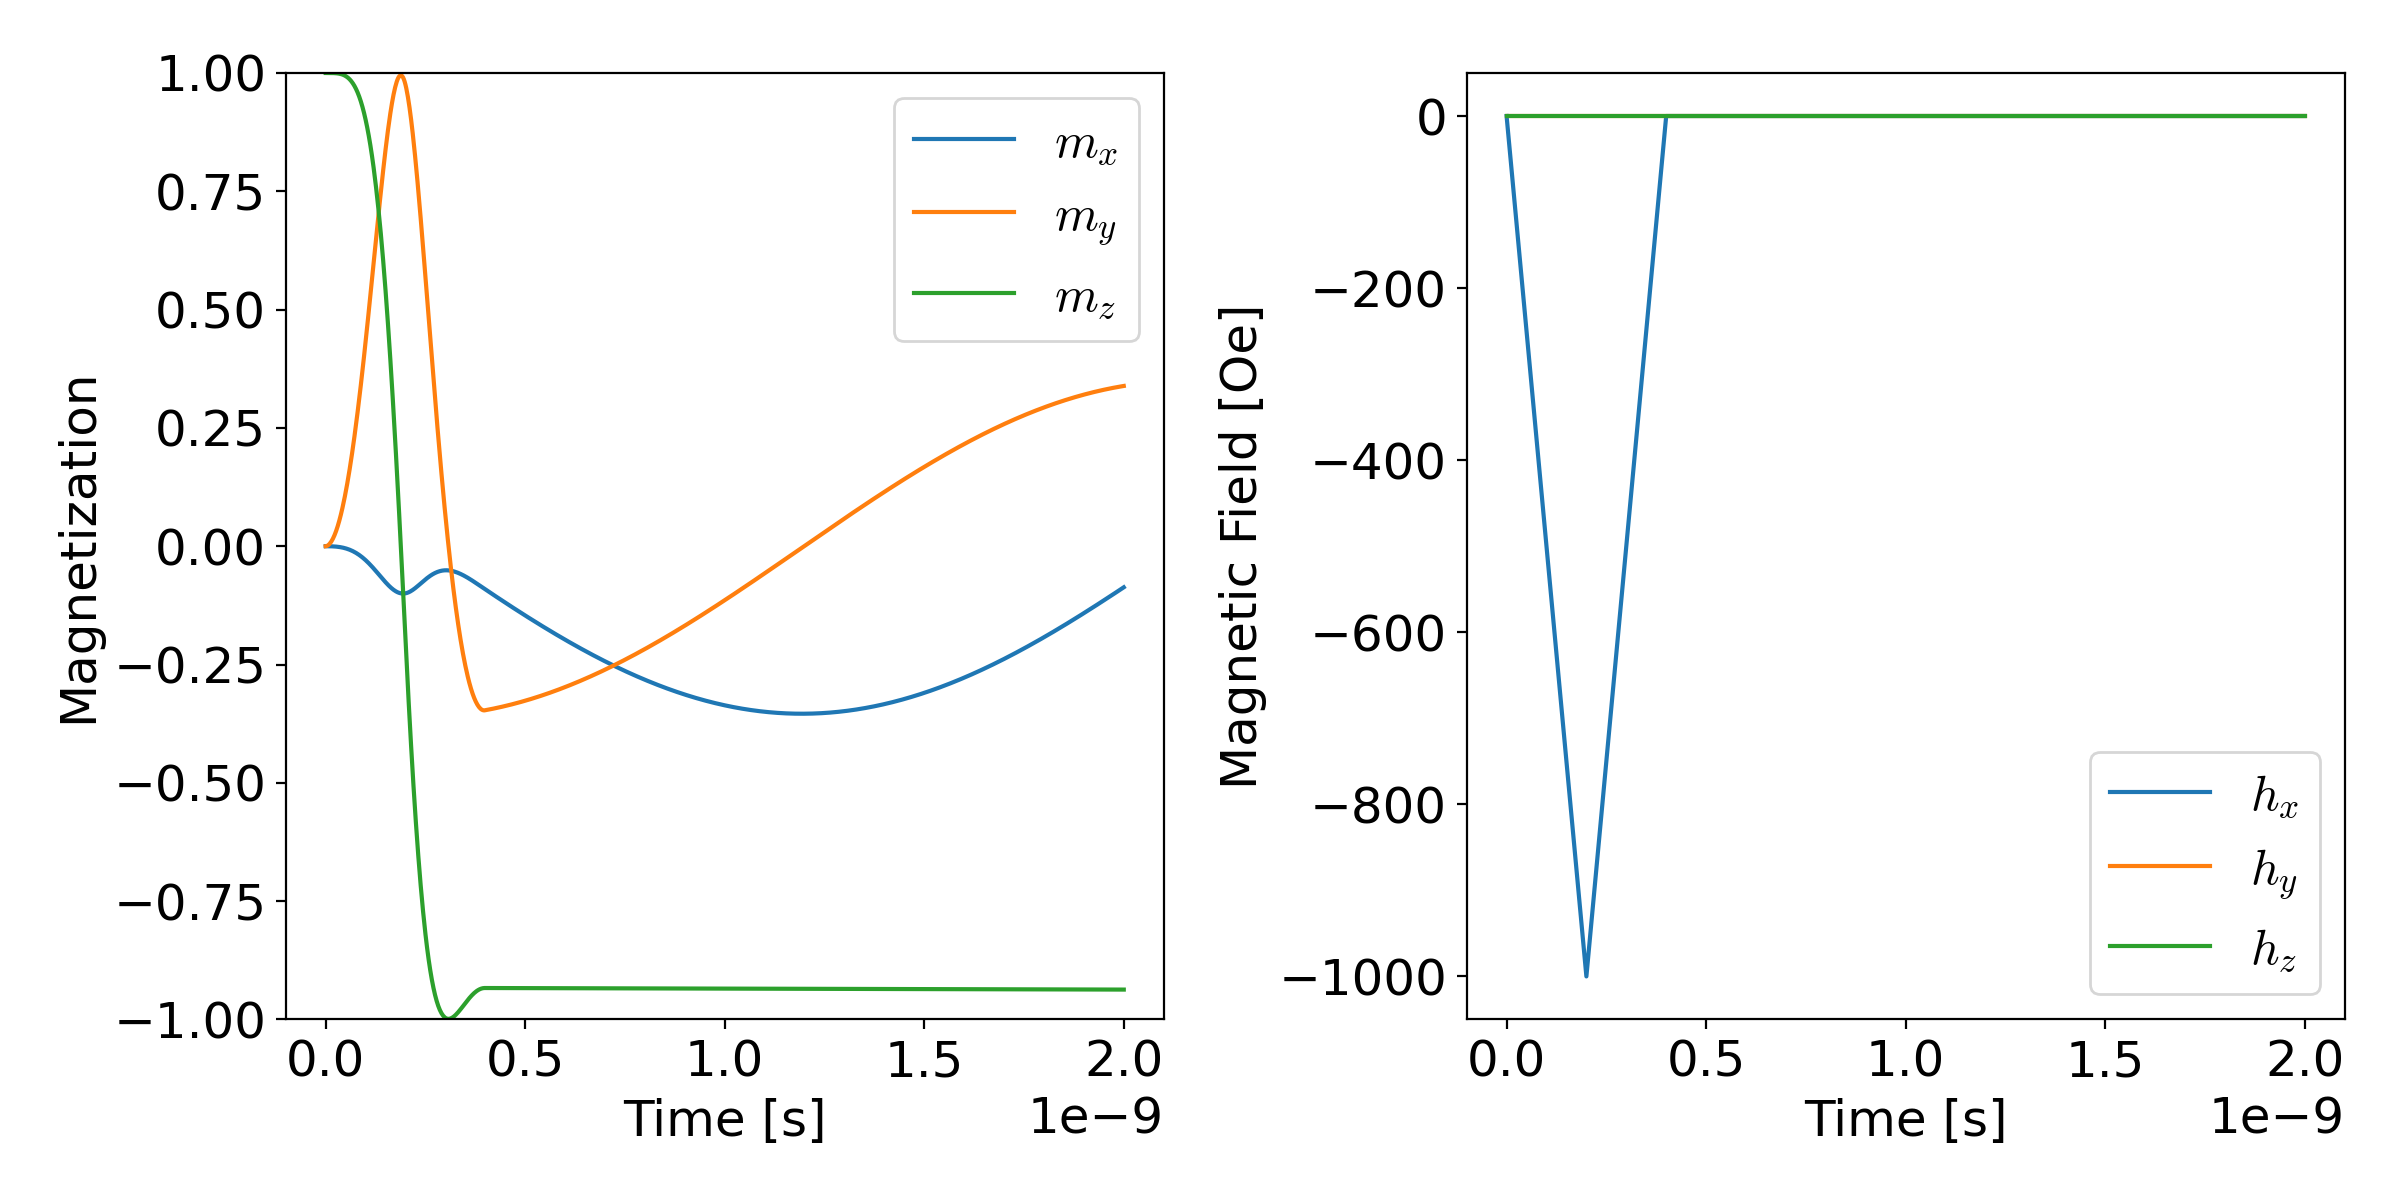 1.00
0.75
0.50
0.25
0.00
−0.25
−0.50
−0.75
−1.00
Magnetization
0.0 0.5 1.0 1.5 2.0
Time [s]
1e−9
m_x
m_y
m_z
0
−200
−400
−600
−800
−1000
Magnetic Field [Oe]
0.0 0.5 1.0 1.5 2.0
Time [s]
1e−9
h_x
h_y
h_z